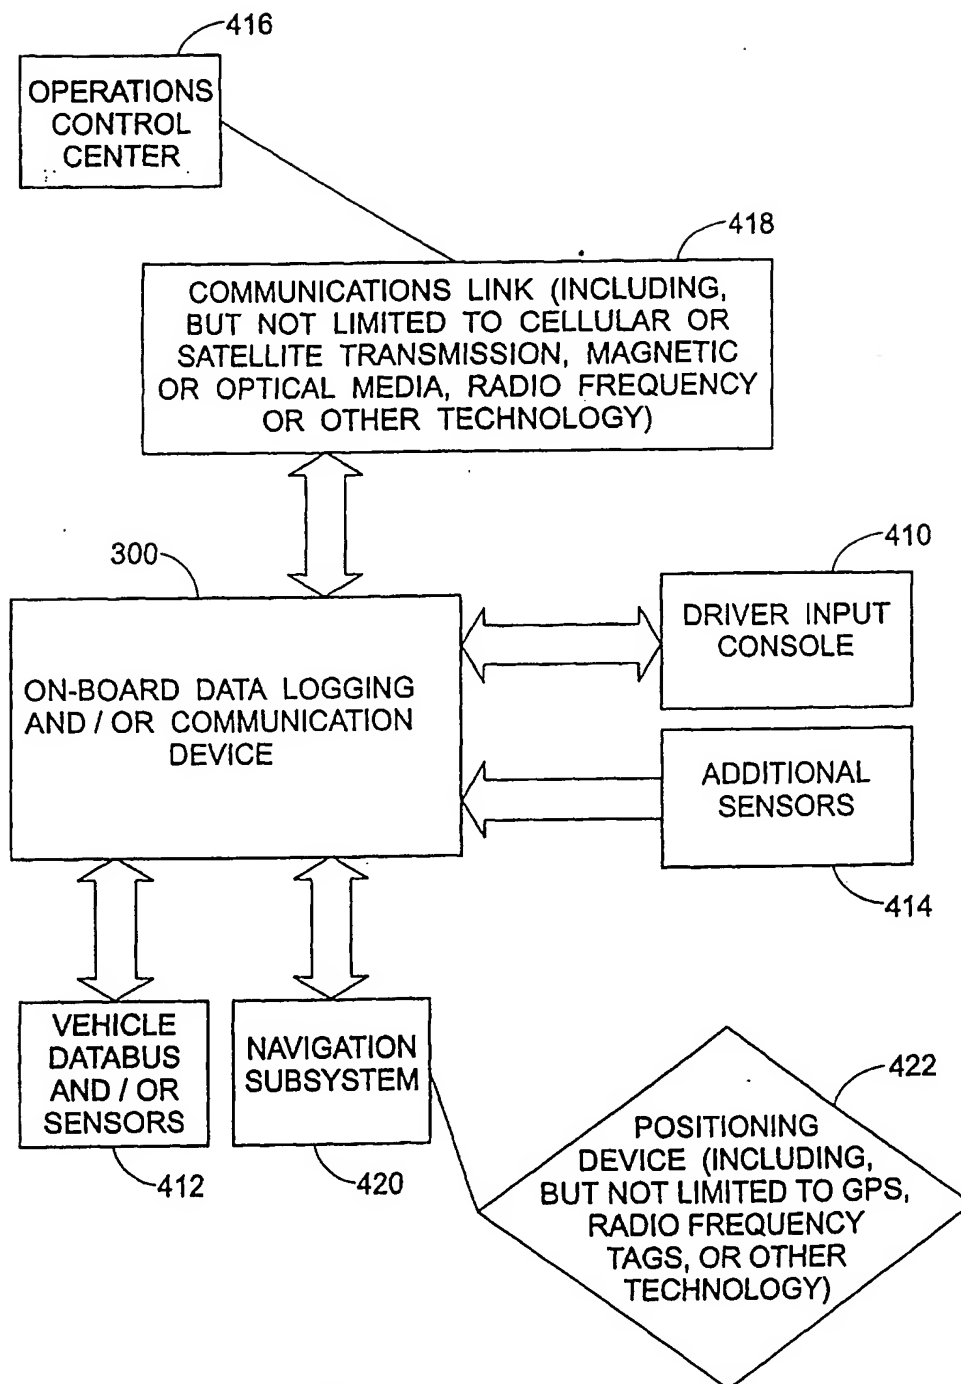 416
OPERATIONS
CONTROL
CENTER
418
COMMUNICATIONS LINK (INCLUDING,
BUT NOT LIMITED TO CELLULAR OR
SATELLITE TRANSMISSION, MAGNETIC
OR OPTICAL MEDIA, RADIO FREQUENCY
OR OTHER TECHNOLOGY)
300
ON-BOARD DATA LOGGING
AND / OR COMMUNICATION
DEVICE
410
DRIVER INPUT
CONSOLE
ADDITIONAL
SENSORS
414
VEHICLE
DATABUS
AND / OR
SENSORS
412
NAVIGATION
SUBSYSTEM
420
422
POSITIONING
DEVICE (INCLUDING,
BUT NOT LIMITED TO GPS,
RADIO FREQUENCY
TAGS, OR OTHER
TECHNOLOGY)